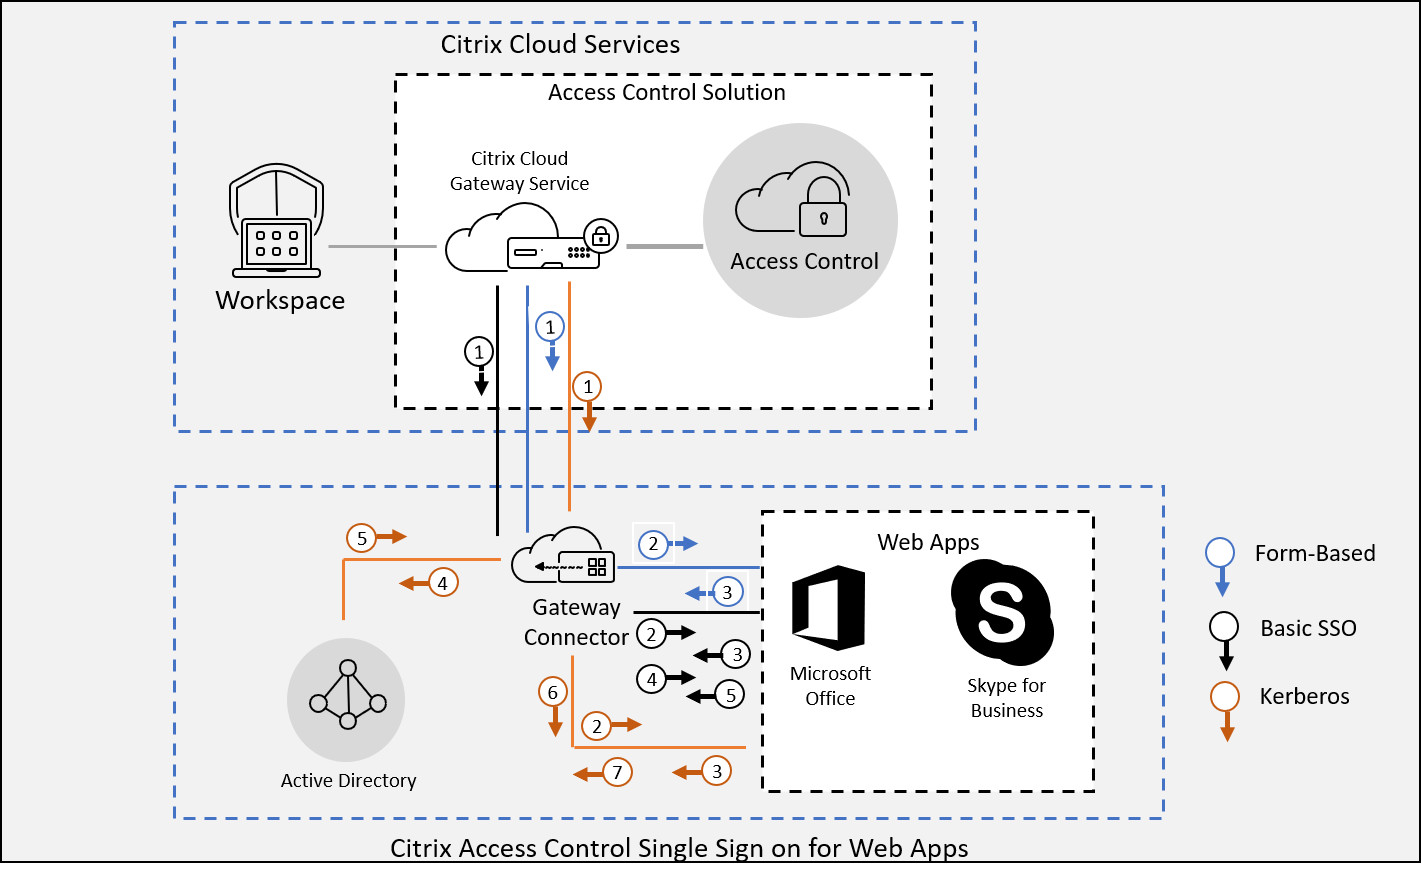 Citrix Cloud Services
Access Control Solution
Citrix Cloud
Gateway Service
Access Control
Workspace
1
1
1
5
4
2
3
Gateway
Connector
2
3
4
5
6
2
7
3
Web Apps
Microsoft
Office
Skype for
Business
Active Directory
Form-Based
Basic SSO
Kerberos
Citrix Access Control Single Sign on for Web Apps